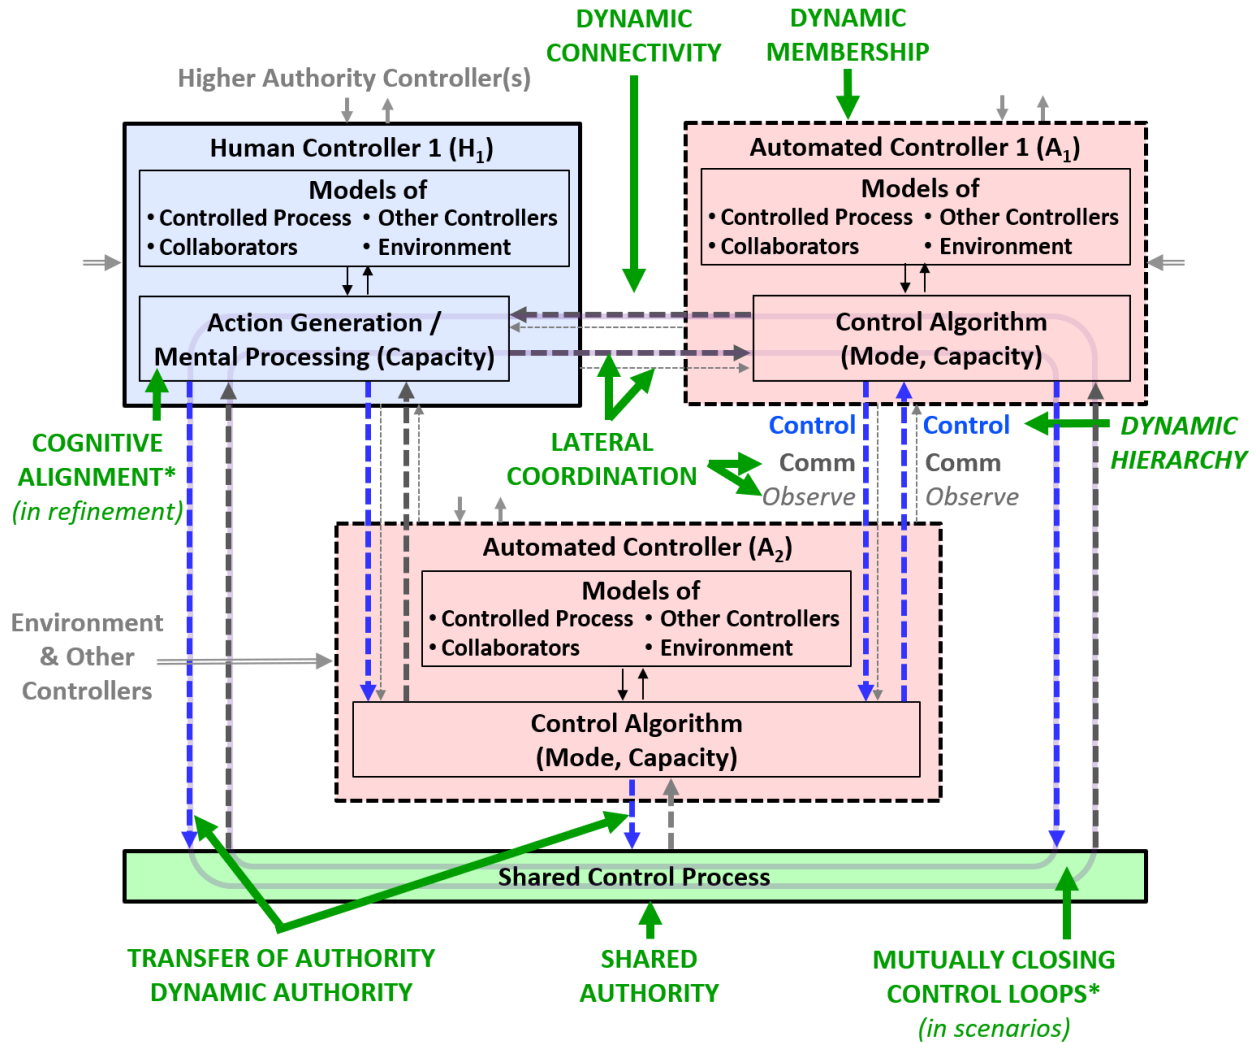 DYNAMIC
CONNECTIVITY
DYNAMIC
MEMBERSHIP
Higher Authority Controller(s)
Human Controller 1 (H1)
Models of
• Controlled Process • Other Controllers
• Collaborators • Environment
Action Generation /
Mental Processing (Capacity)
Automated Controller 1 (A1)
Models of
• Controlled Process • Other Controllers
• Collaborators • Environment
Control Algorithm
(Mode, Capacity)
COGNITIVE
ALIGNMENT*
(in refinement)
LATERAL
COORDINATION
Control
Comm
Observe
Control
Comm
Observe
DYNAMIC
HIERARCHY
Automated Controller (A2)
Models of
• Controlled Process • Other Controllers
• Collaborators • Environment
Control Algorithm
(Mode, Capacity)
Environment
& Other
Controllers
Shared Control Process
TRANSFER OF AUTHORITY
DYNAMIC AUTHORITY
SHARED
AUTHORITY
MUTUALLY CLOSING
CONTROL LOOPS*
(in scenarios)